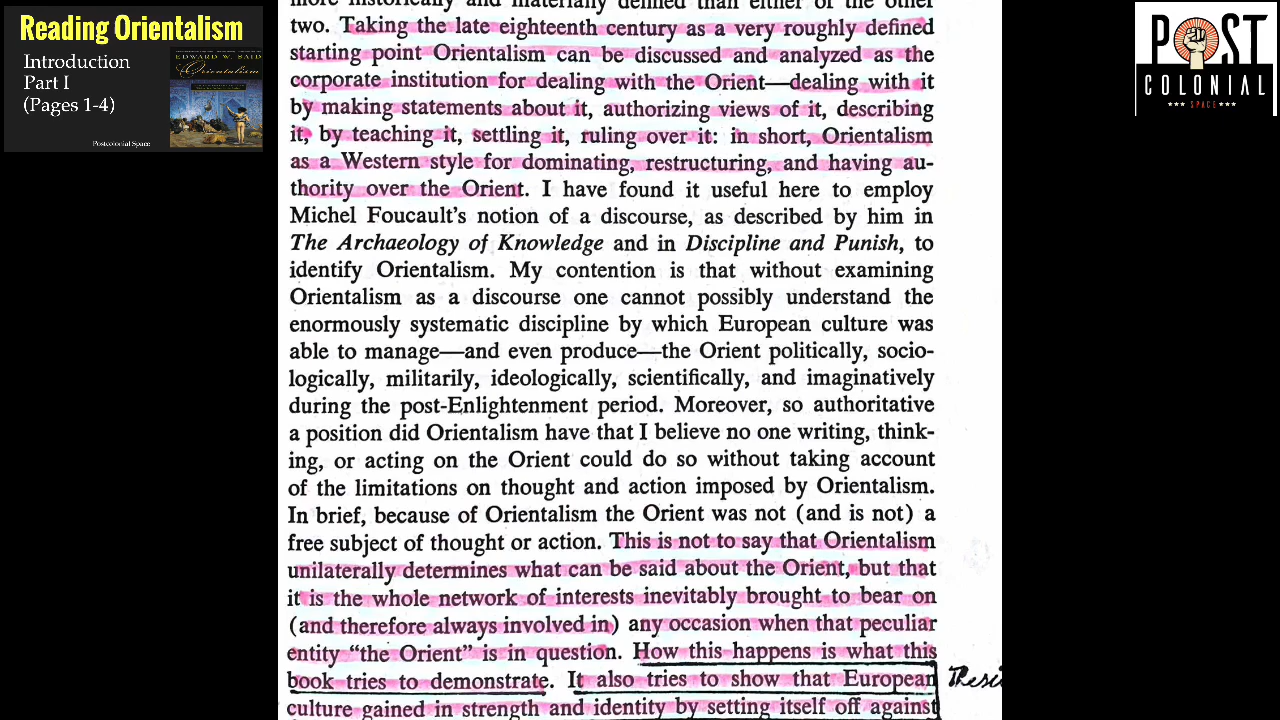 Reading Orientalism
Introduction
Part I
(Pages 1-4)
EDWARD W. SAID
Orientalism
Postcolonial Space
more historically and materially defined than either of the other
two. Taking the late eighteenth century as a very roughly defined
starting point Orientalism can be discussed and analyzed as the
corporate institution for dealing with the Orient—dealing with it
by making statements about it, authorizing views of it, describing
it, by teaching it, settling it, ruling over it: in short, Orientalism
as a Western style for dominating, restructuring, and having au-
thority over the Orient. I have found it useful here to employ
Michel Foucault's notion of a discourse, as described by him in
The Archaeology of Knowledge and in Discipline and Punish, to
identify Orientalism. My contention is that without examining
Orientalism as a discourse one cannot possibly understand the
enormously systematic discipline by which European culture was
able to manage—and even produce—the Orient politically, socio-
logically, militarily, ideologically, scientifically, and imaginatively
during the post-Enlightenment period. Moreover, so authoritative
a position did Orientalism have that I believe no one writing, think-
ing, or acting on the Orient could do so without taking account
of the limitations on thought and action imposed by Orientalism.
In brief, because of Orientalism the Orient was not (and is not) a
free subject of thought or action. This is not to say that Orientalism
unilaterally determines what can be said about the Orient, but that
it is the whole network of interests inevitably brought to bear on
(and therefore always involved in) any occasion when that peculiar
entity "the Orient" is in question. How this happens is what this
book tries to demonstrate. It also tries to show that European
culture gained in strength and identity by setting itself off against
Thesi
POST
COLONIAL
SPACE